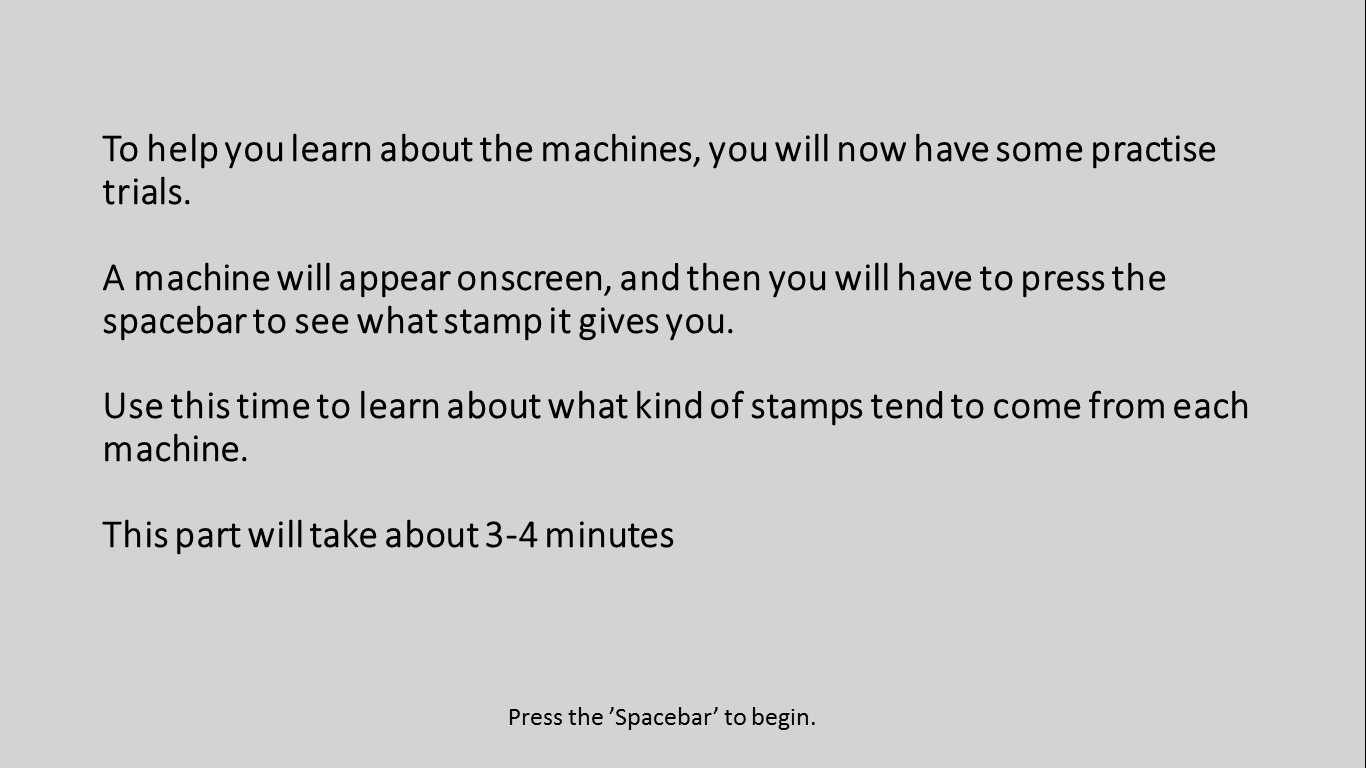 To help you learn about the machines, you will now have some practise
trials.
A machine will appear onscreen, and then you will have to press the
spacebar to see what stamp it gives you.
Use this time to learn about what kind of stamps tend to come from each
machine.
This part will take about 3-4 minutes
Press the ’Spacebar’ to begin.